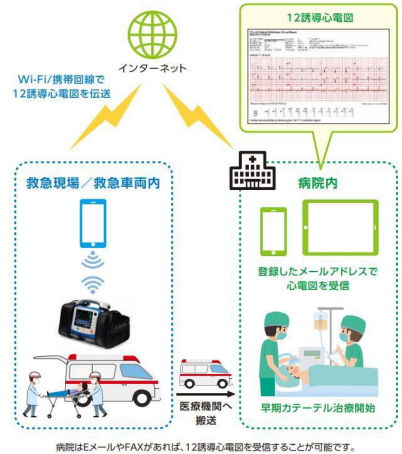 12誘導心電図
インターネット
Wi-Fi/携帯回線で
12誘導心電図を伝送
救急現場／救急車両内
病院内
登録したメールアドレスで
心電図を受信
医療機関へ
搬送
早期カテーテル治療開始
病院はEメールやFAXがあれば、12誘導心電図を受信することが可能です。